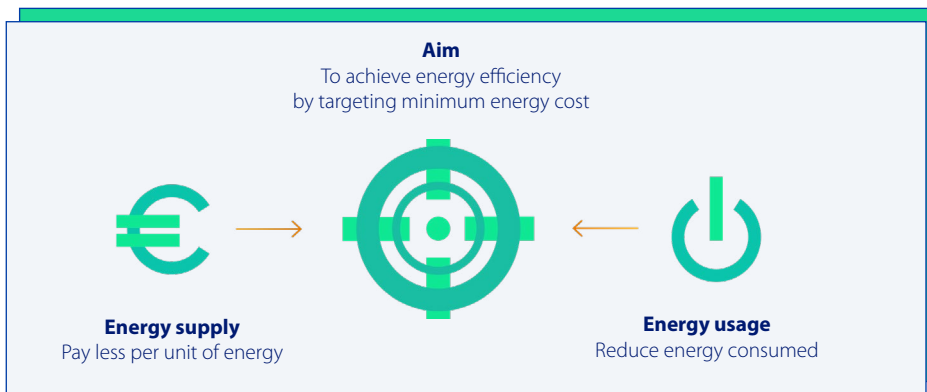 Aim
To achieve energy efficiency
by targeting minimum energy cost
Energy supply
Pay less per unit of energy
Energy usage
Reduce energy consumed